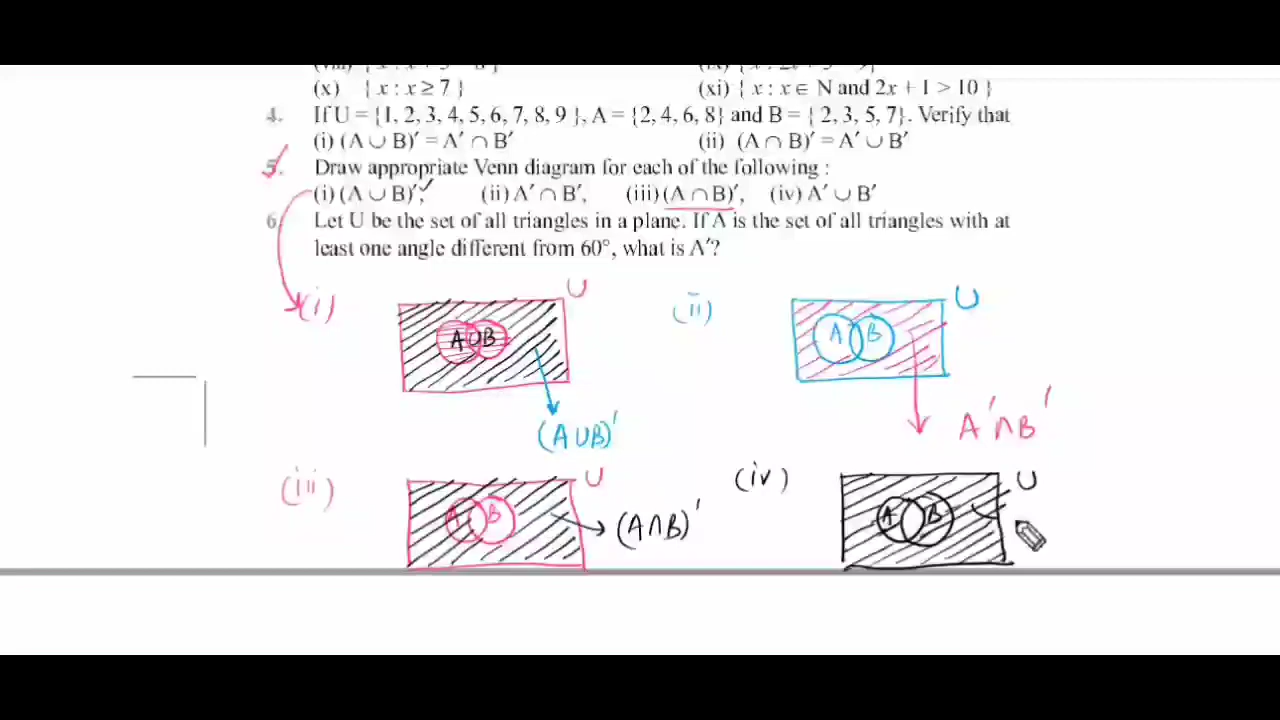 (x) { x : x ≥ 7 } (xi) { x : x ∈ N and 2x + 1 > 10 }
4. If U = {1, 2, 3, 4, 5, 6, 7, 8, 9 }, A = {2, 4, 6, 8} and B = { 2, 3, 5, 7}. Verify that
(i) (A ∪ B)′ = A′ ∩ B′ (ii) (A ∩ B)′ = A′ ∪ B′
5. Draw appropriate Venn diagram for each of the following :
(i) (A ∪ B)′, (ii) A′ ∩ B′, (iii) (A ∩ B)′, (iv) A′ ∪ B′
6. Let U be the set of all triangles in a plane. If A is the set of all triangles with at
least one angle different from 60°, what is A′?
(i) U (ii) U
A∪B A B
(A∪B)′ A′∩B′
(iii) U (iv) U
A B (A∩B)′ A B